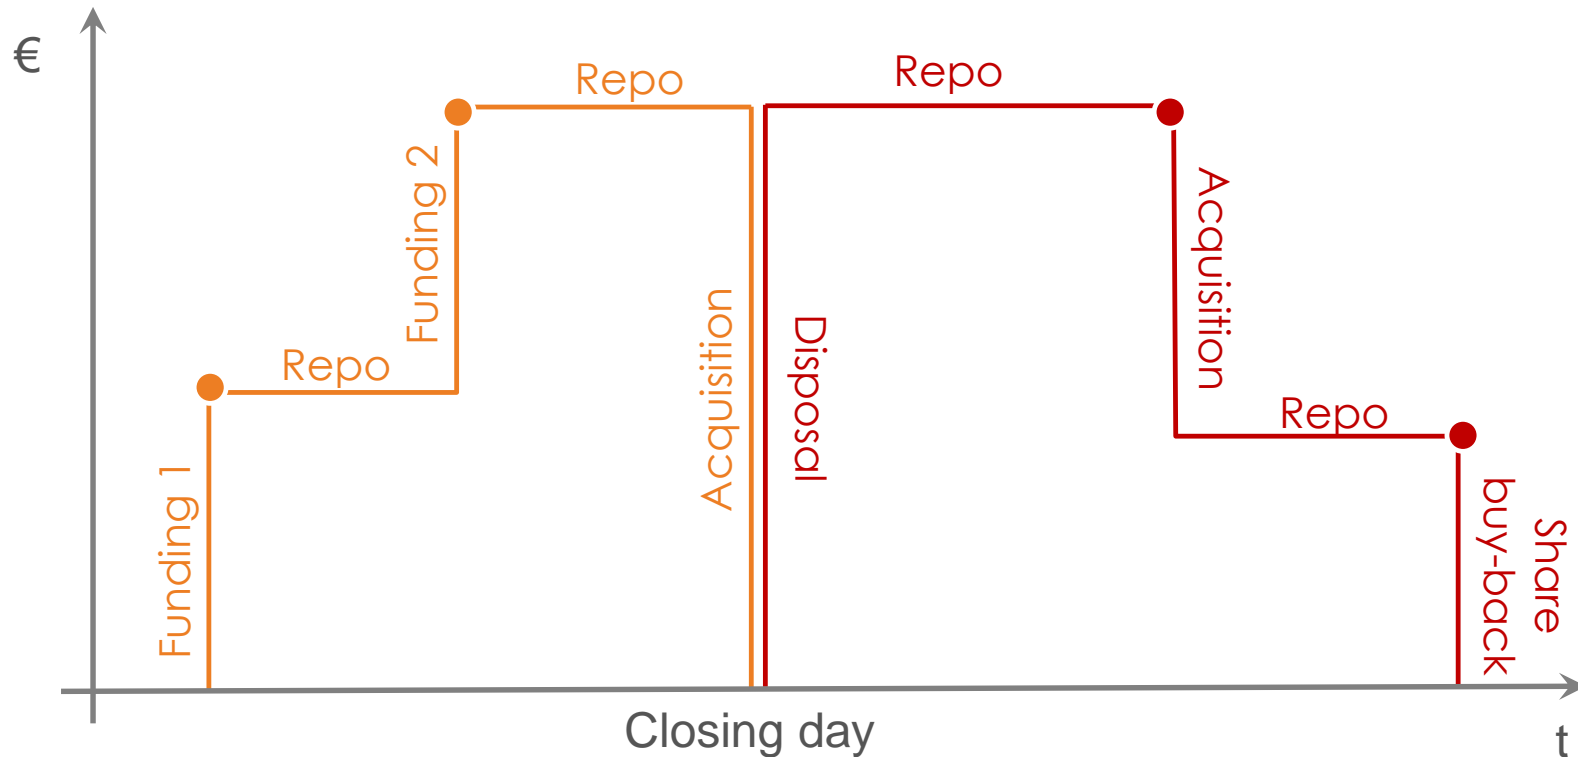 €
Repo
Repo
Funding 2
Acquisition
Repo
Acquisition
Disposal
Repo
Funding 1
Share
buy-back
Closing day
t